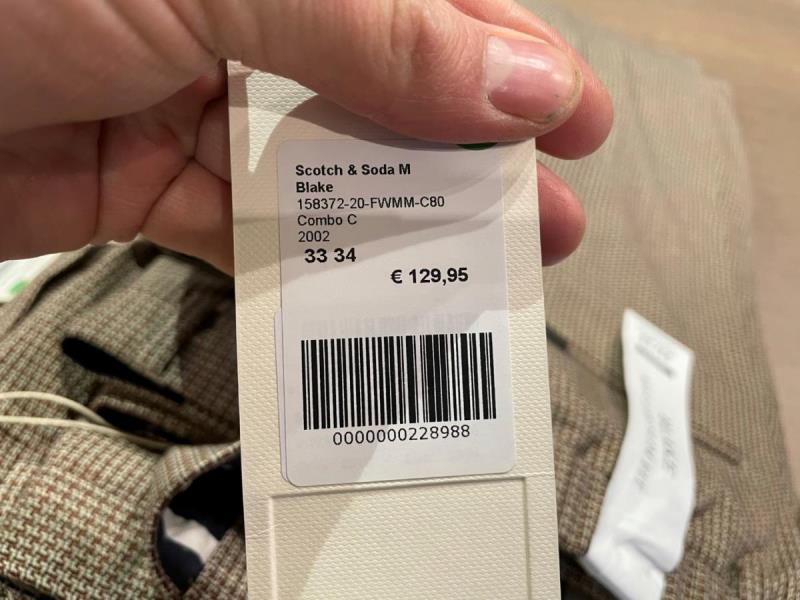 Scotch & Soda M
Blake
158372-20-FWMM-C80
Combo C
2002
33 34
€ 129,95
0000000228988